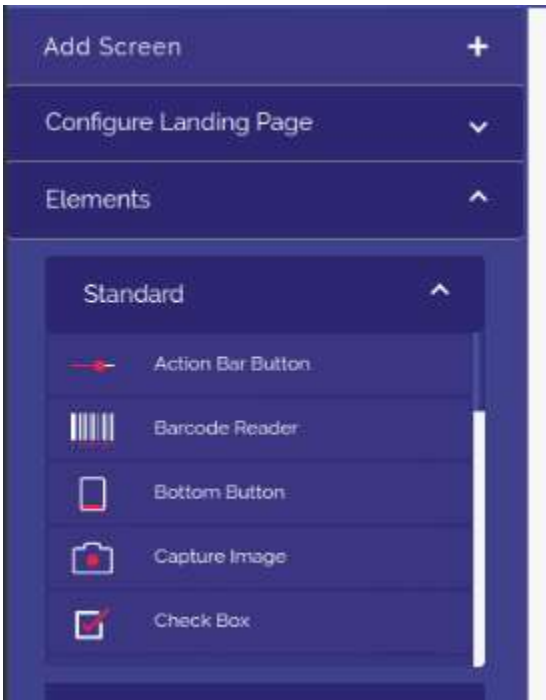 Add Screen
Configure Landing Page
Elements
Standard
Action Bar Button
Barcode Reader
Bottom Button
Capture Image
Check Box